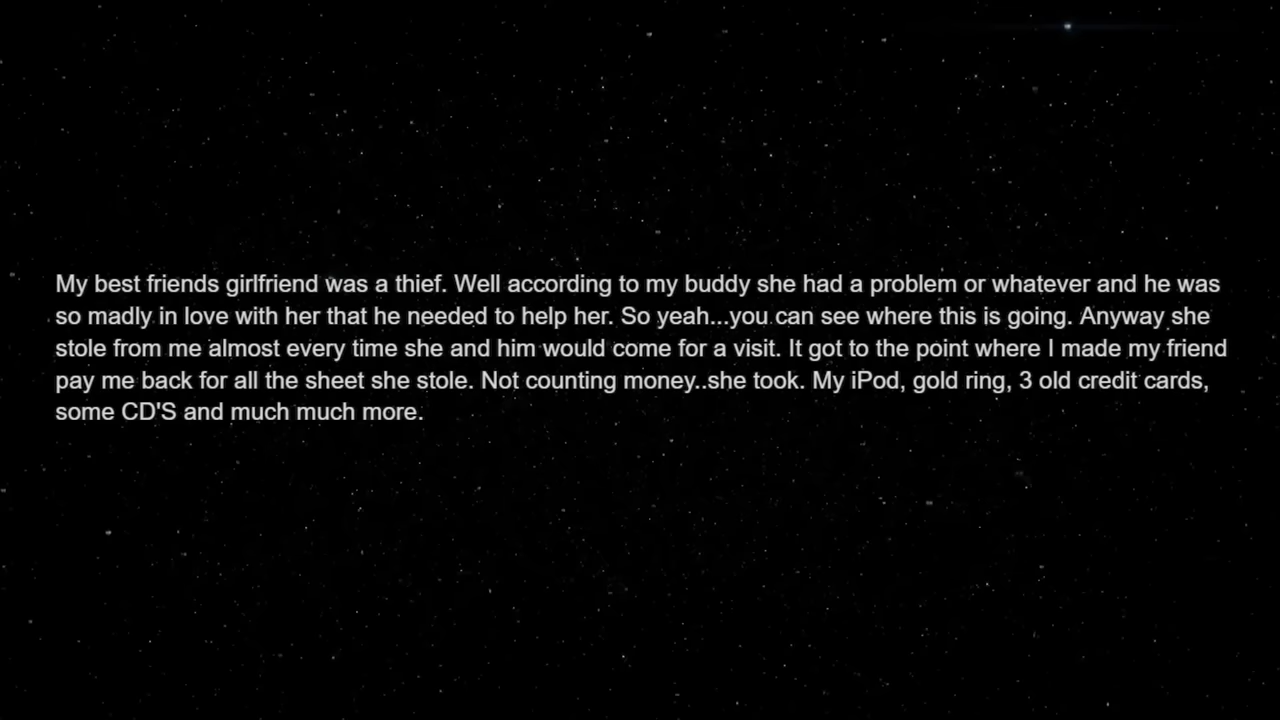 My best friends girlfriend was a thief. Well according to my buddy she had a problem or whatever and he was
so madly in love with her that he needed to help her. So yeah...you can see where this is going. Anyway she
stole from me almost every time she and him would come for a visit. It got to the point where I made my friend
pay me back for all the sheet she stole. Not counting money..she took. My iPod, gold ring, 3 old credit cards,
some CD'S and much much more.